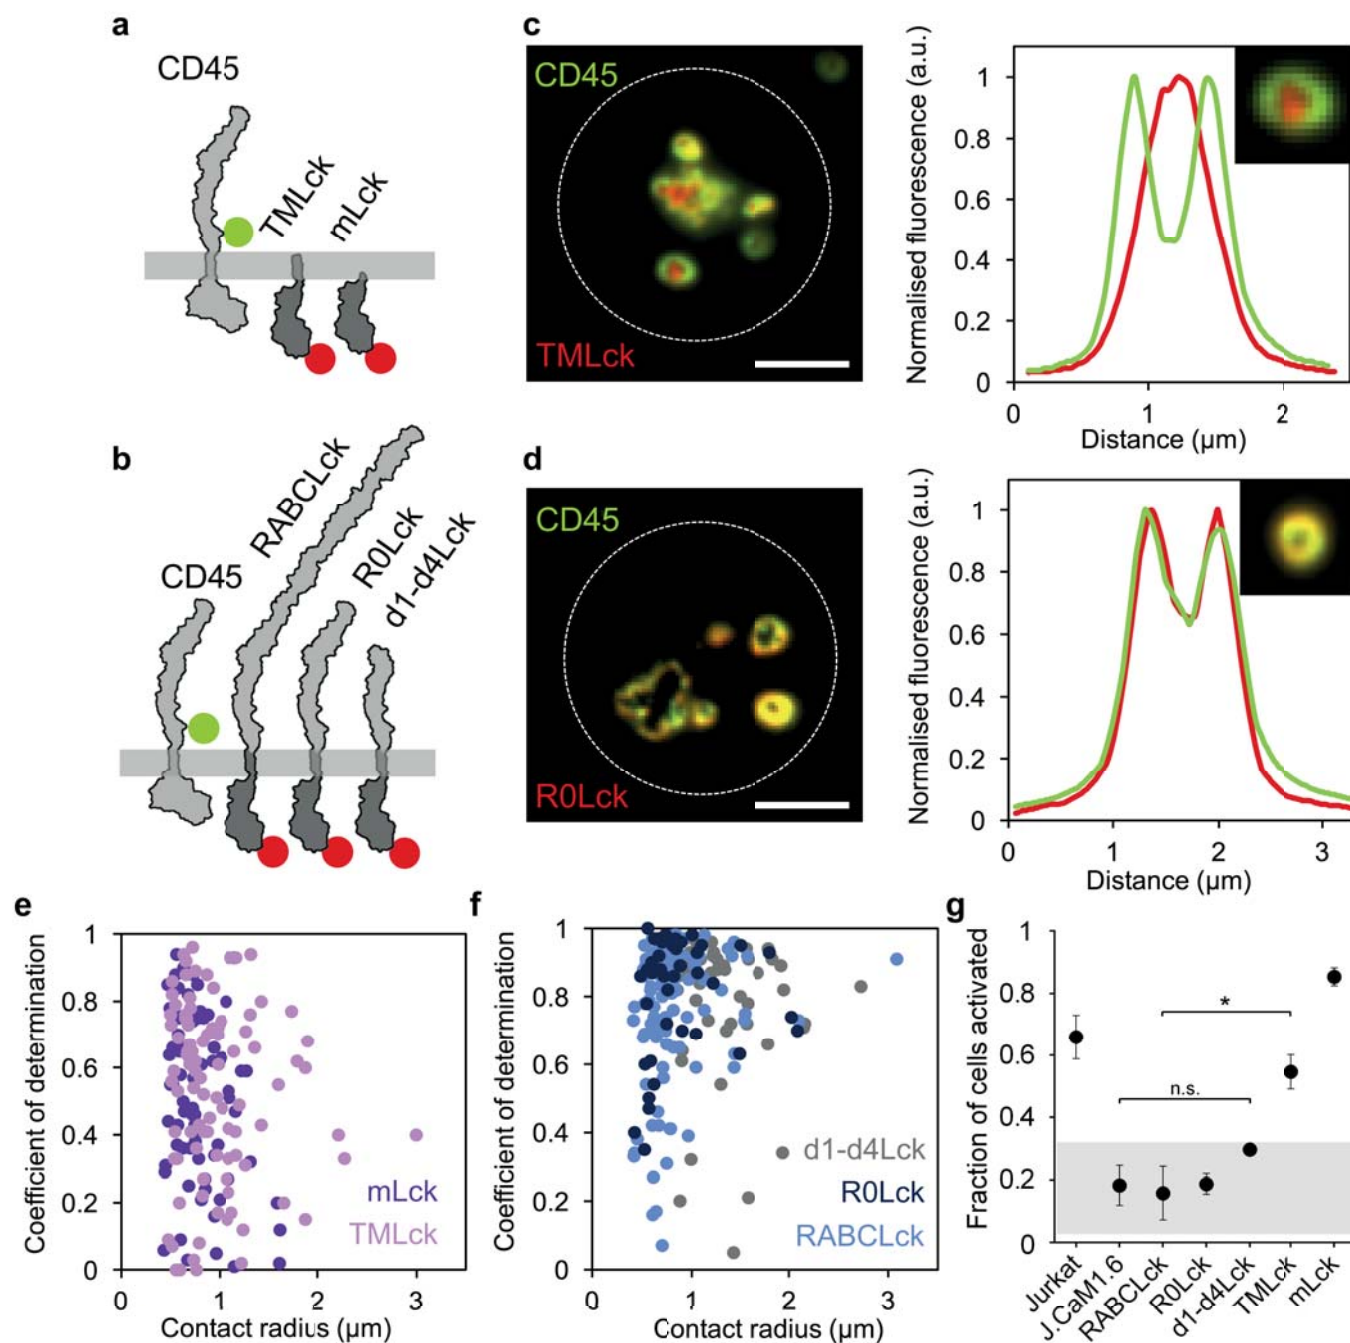 a
CD45
TMLck
mLck
b
CD45
RABCLck
R0Lck
d1-d4Lck
c
CD45
TMLck
Normalised fluorescence (a.u.)
1
0.8
0.6
0.4
0.2
0
0
1
2
Distance (µm)
d
CD45
R0Lck
Normalised fluorescence (a.u.)
1
0.8
0.6
0.4
0.2
0
0
1
2
3
Distance (µm)
e
Coefficient of determination
1
0.8
0.6
0.4
0.2
0
0
1
2
3
Contact radius (µm)
mLck
TMLck
f
Coefficient of determination
1
0.8
0.6
0.4
0.2
0
0
1
2
3
Contact radius (µm)
d1-d4Lck
R0Lck
RABCLck
g
Fraction of cells activated
1
0.8
0.6
0.4
0.2
0
*
n.s.
Jurkat
J.CaM1.6
RABCLck
R0Lck
d1-d4Lck
TMLck
mLck